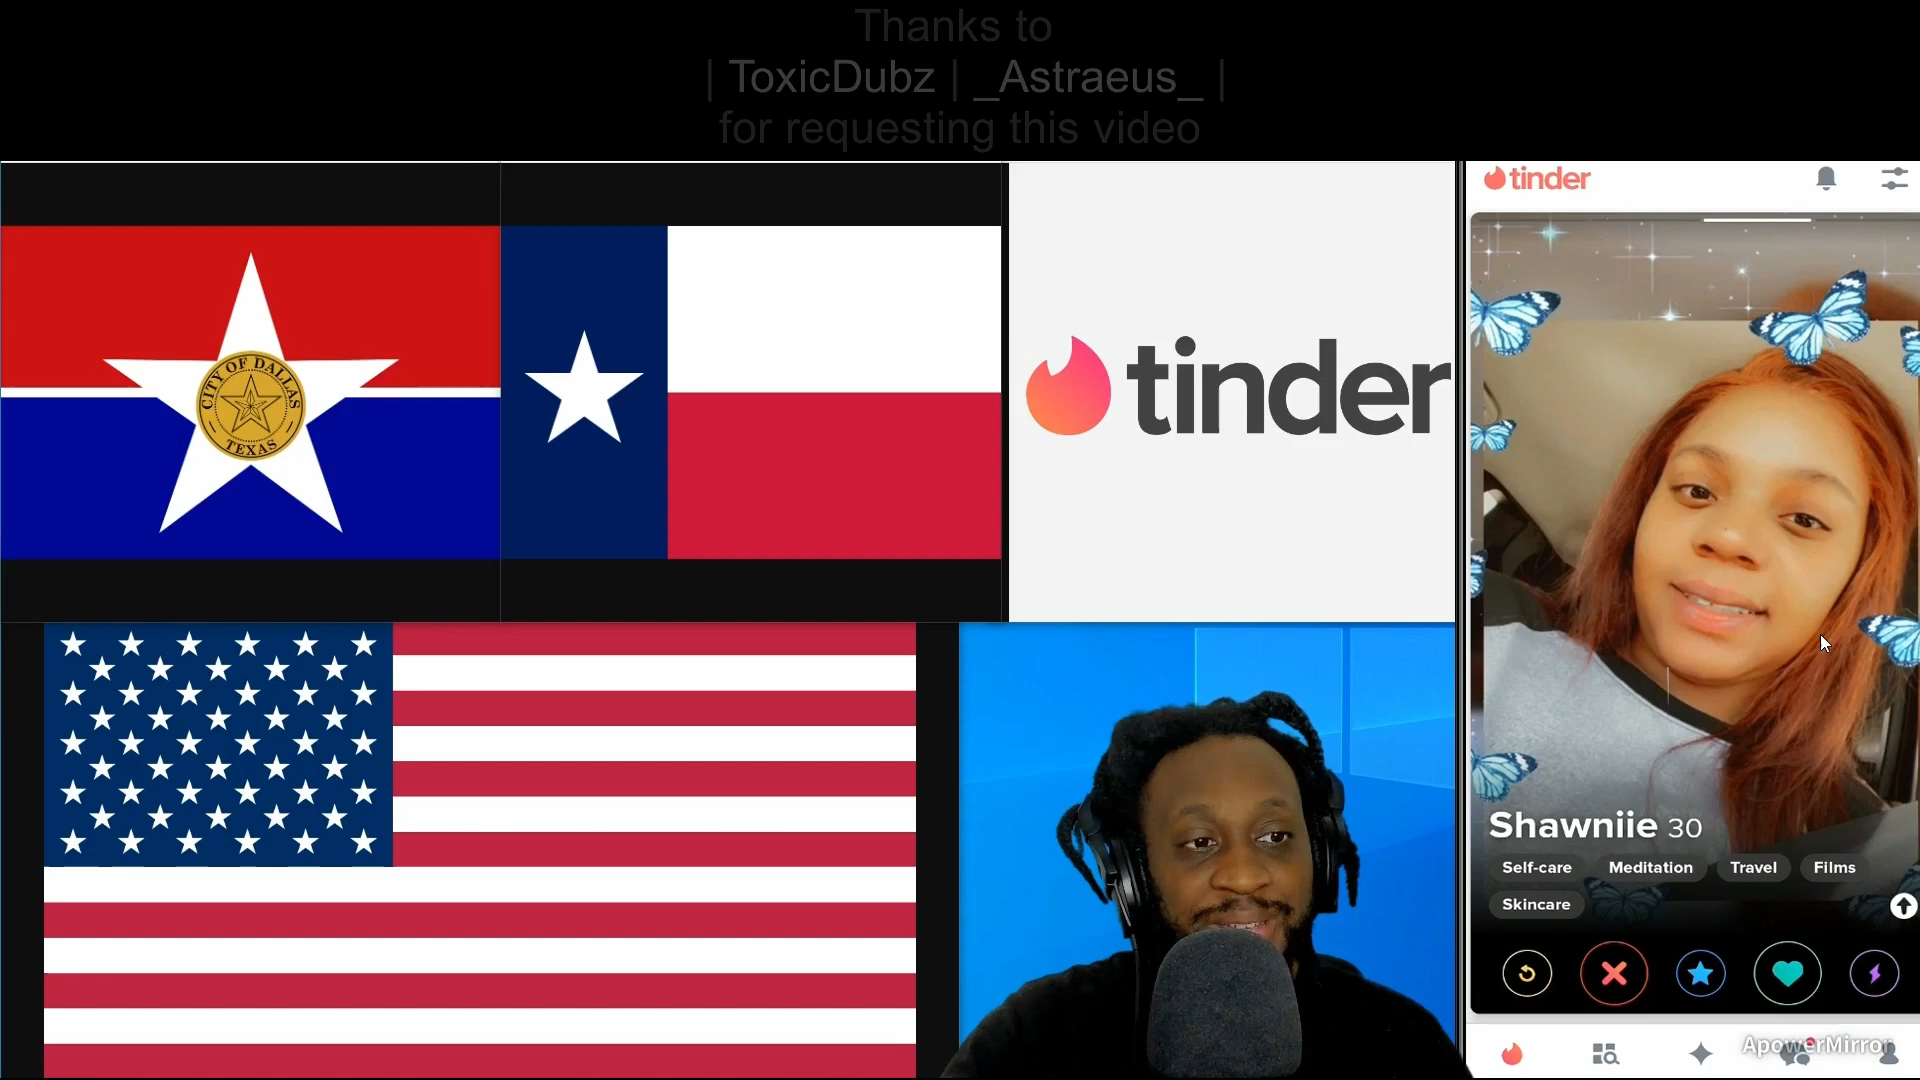 Thanks to
| ToxicDubz | _Astraeus_ |
for requesting this video
CITY OF DALLAS
TEXAS
tinder
tinder
Shawniie 30
Self-care Meditation Travel Films
Skincare
ApowerMirror